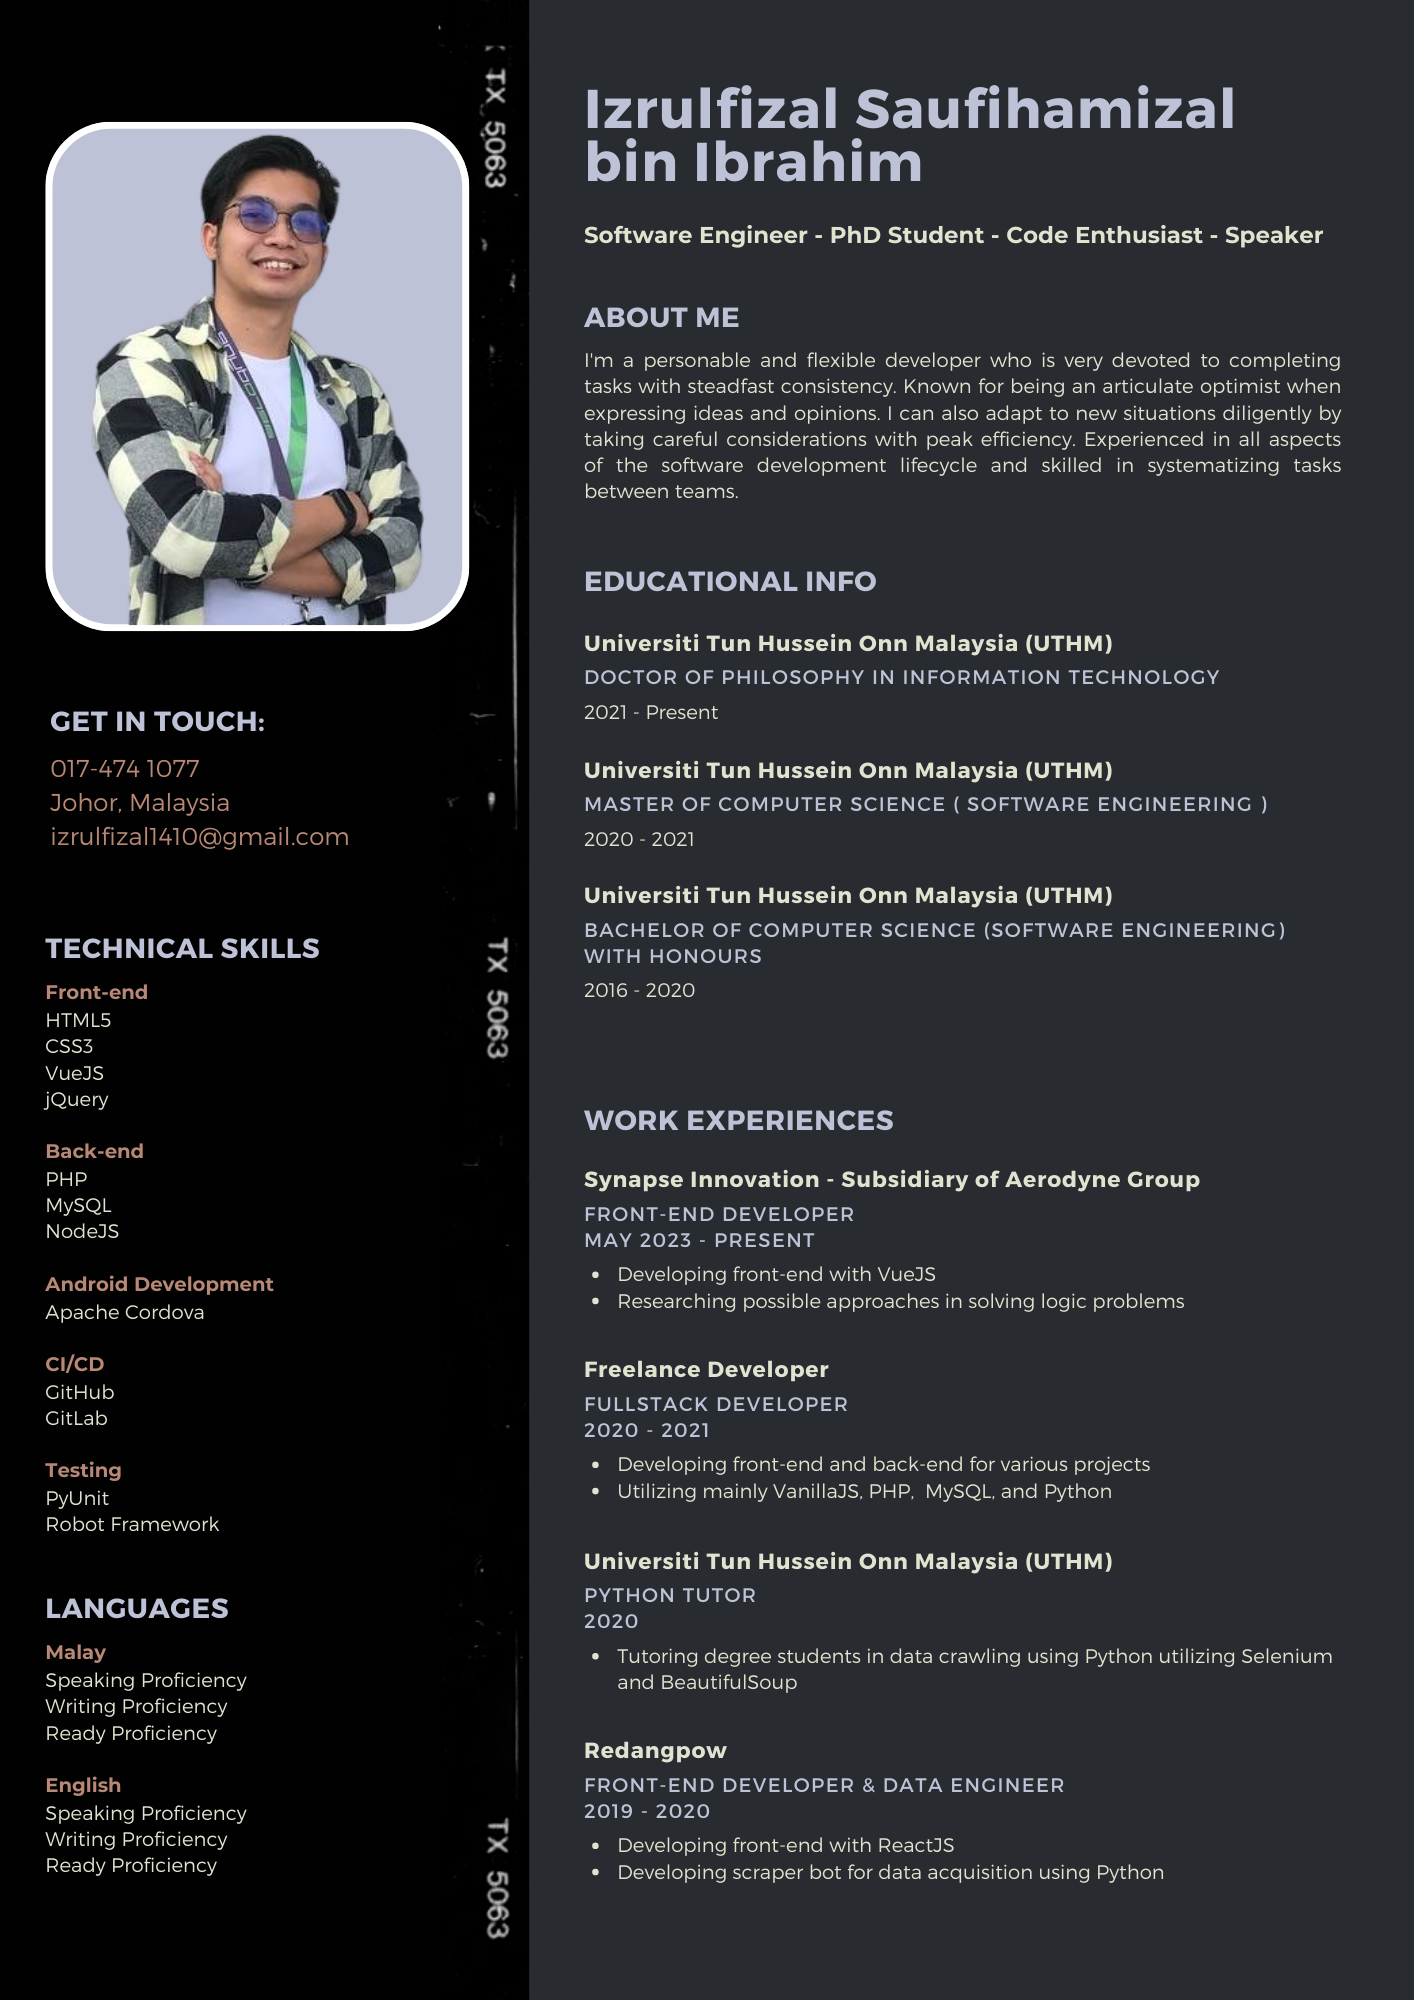 TX 5063
TX 5063
TX 5063
GET IN TOUCH:
017-474 1077
Johor, Malaysia
izrulfizal1410@gmail.com
TECHNICAL SKILLS
Front-end
HTML5
CSS3
VueJS
jQuery
Back-end
PHP
MySQL
NodeJS
Android Development
Apache Cordova
CI/CD
GitHub
GitLab
Testing
PyUnit
Robot Framework
LANGUAGES
Malay
Speaking Proficiency
Writing Proficiency
Ready Proficiency
English
Speaking Proficiency
Writing Proficiency
Ready Proficiency
Izrulfizal Saufihamizal
bin Ibrahim
Software Engineer - PhD Student - Code Enthusiast - Speaker
ABOUT ME
I'm a personable and flexible developer who is very devoted to completing
tasks with steadfast consistency. Known for being an articulate optimist when
expressing ideas and opinions. I can also adapt to new situations diligently by
taking careful considerations with peak efficiency. Experienced in all aspects
of the software development lifecycle and skilled in systematizing tasks
between teams.
EDUCATIONAL INFO
Universiti Tun Hussein Onn Malaysia (UTHM)
DOCTOR OF PHILOSOPHY IN INFORMATION TECHNOLOGY
2021 - Present
Universiti Tun Hussein Onn Malaysia (UTHM)
MASTER OF COMPUTER SCIENCE ( SOFTWARE ENGINEERING )
2020 - 2021
Universiti Tun Hussein Onn Malaysia (UTHM)
BACHELOR OF COMPUTER SCIENCE (SOFTWARE ENGINEERING)
WITH HONOURS
2016 - 2020
WORK EXPERIENCES
Synapse Innovation - Subsidiary of Aerodyne Group
FRONT-END DEVELOPER
MAY 2023 - PRESENT
• Developing front-end with VueJS
• Researching possible approaches in solving logic problems
Freelance Developer
FULLSTACK DEVELOPER
2020 - 2021
• Developing front-end and back-end for various projects
• Utilizing mainly VanillaJS, PHP,  MySQL, and Python
Universiti Tun Hussein Onn Malaysia (UTHM)
PYTHON TUTOR
2020
• Tutoring degree students in data crawling using Python utilizing Selenium
and BeautifulSoup
Redangpow
FRONT-END DEVELOPER & DATA ENGINEER
2019 - 2020
• Developing front-end with ReactJS
• Developing scraper bot for data acquisition using Python